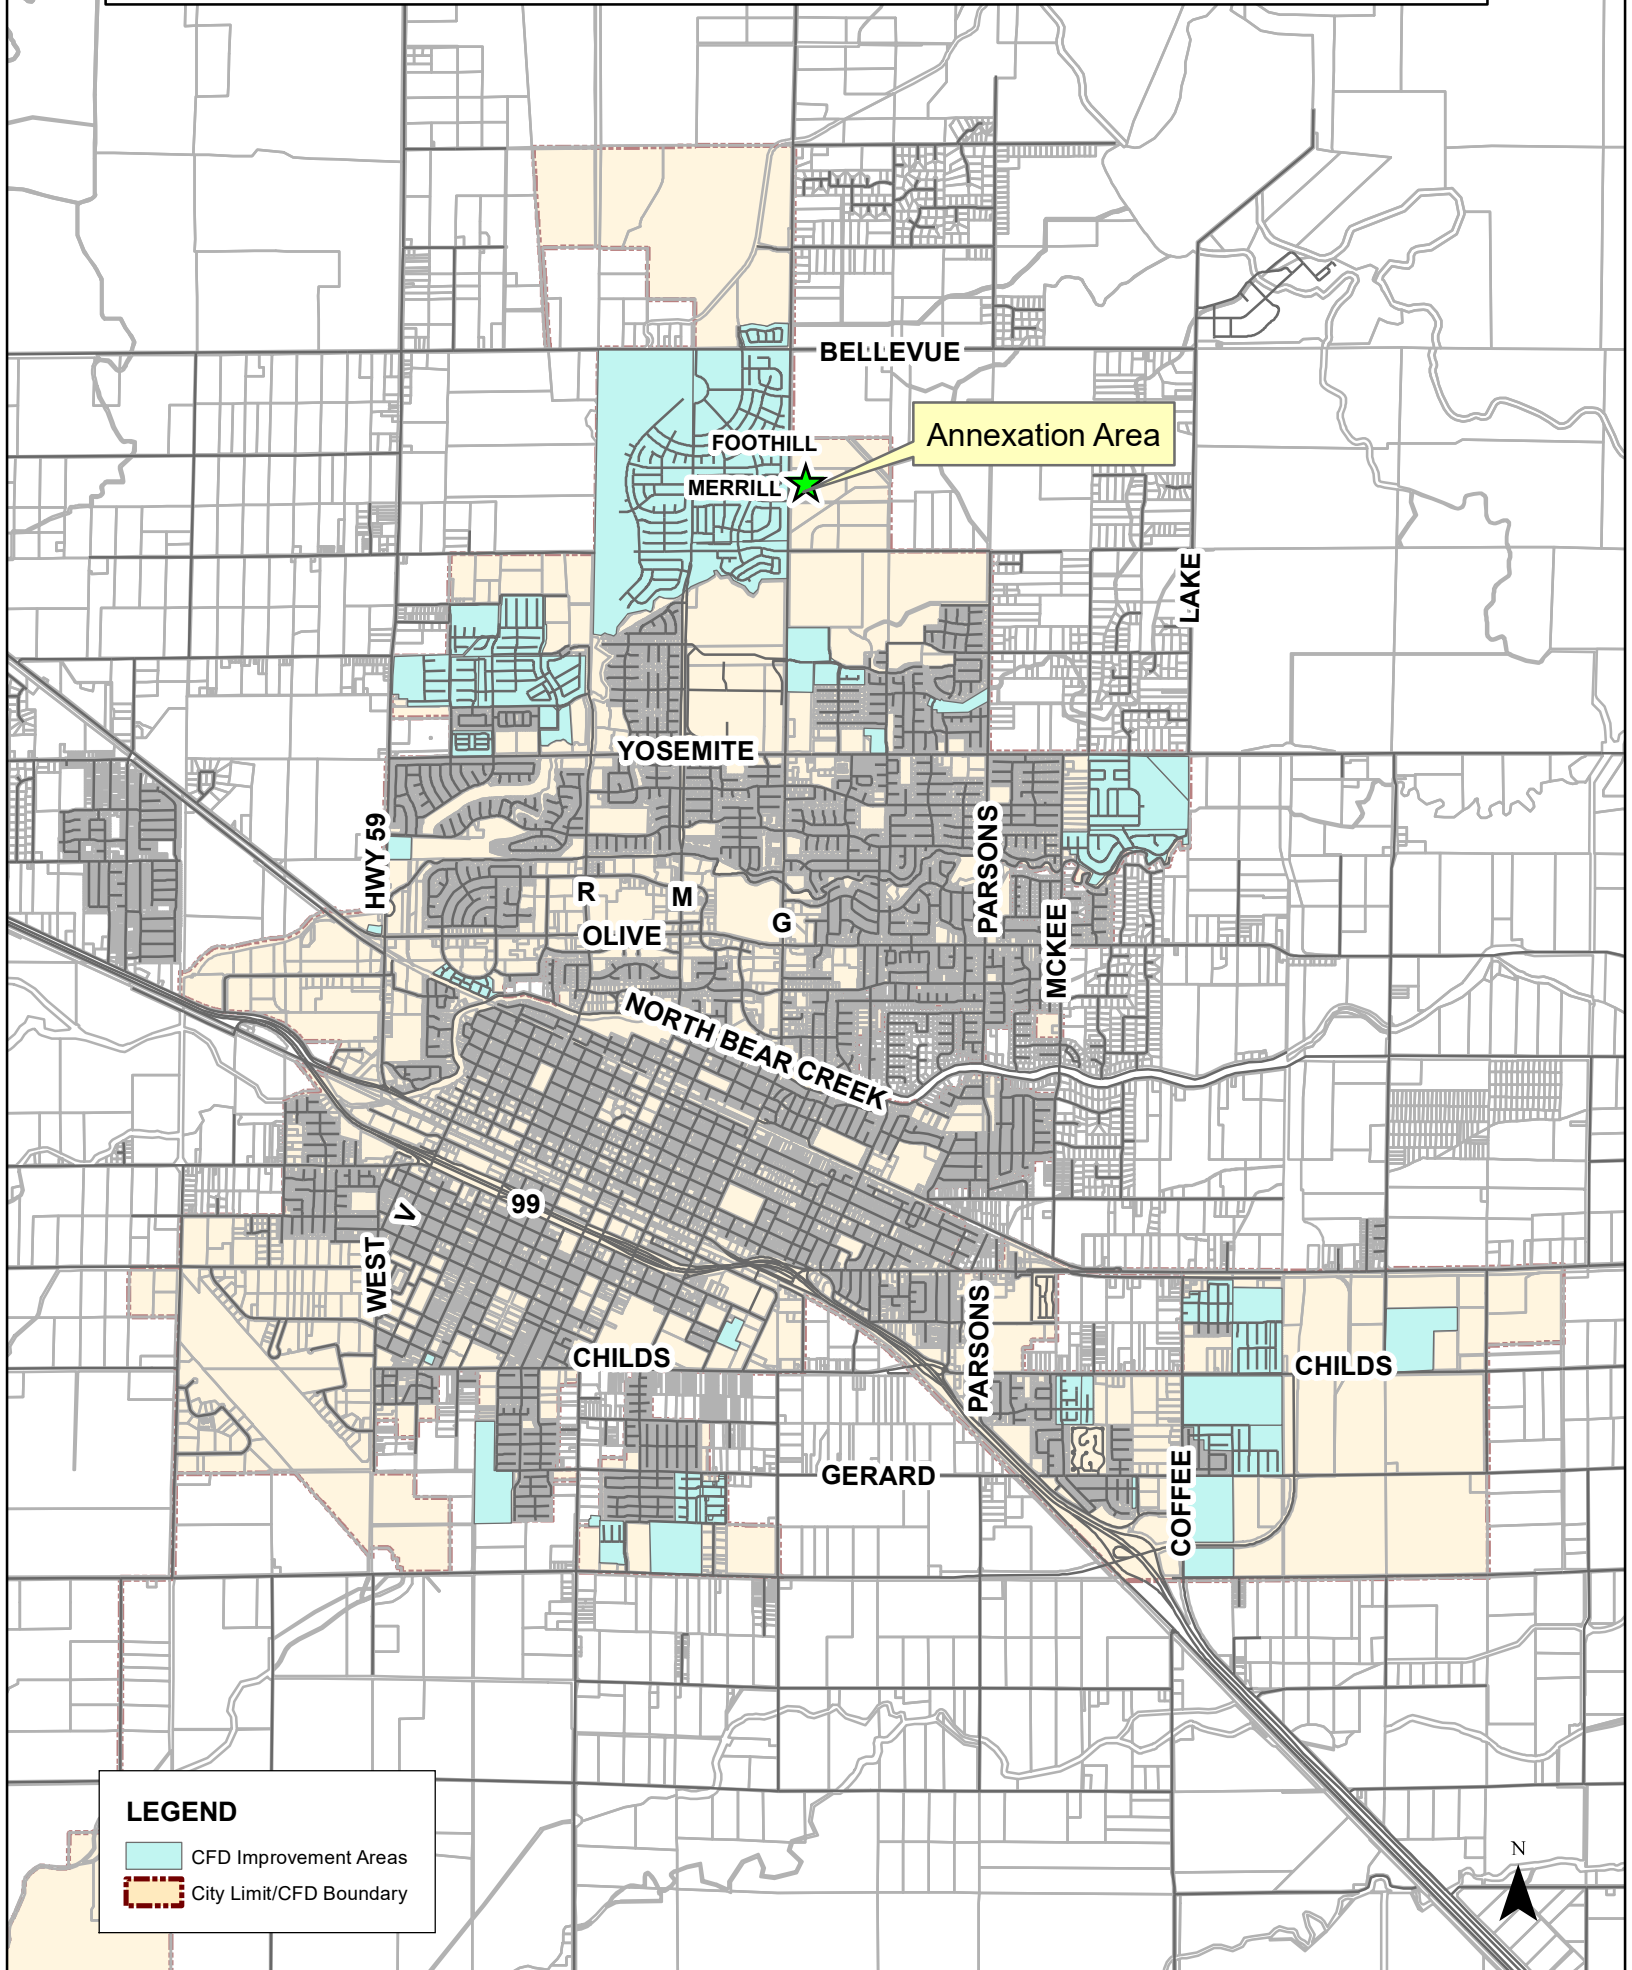 BELLEVUE
Annexation Area
FOOTHILL
MERRILL
LAKE
YOSEMITE
HWY 59
PARSONS
R
M
G
MCKEE
OLIVE
NORTH BEAR CREEK
99
V
WEST
PARSONS
CHILDS
CHILDS
GERARD
COFFEE
LEGEND
CFD Improvement Areas
City Limit/CFD Boundary
N